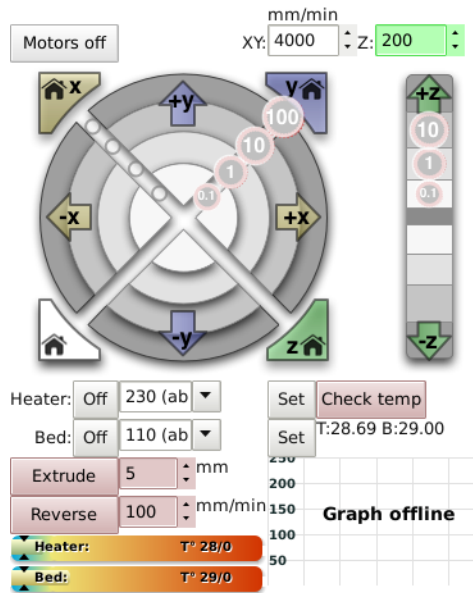 mm/min
Motors off XY: 4000 Z: 200
x +y y +z
100
10 10
1 1
0.1 0.1
-x +x
-y z -z
Heater: Off 230 (ab Set Check temp
Bed: Off 110 (ab Set T:28.69 B:29.00
Extrude 5 mm 250
200
Reverse 100 mm/min 150 Graph offline
Heater: T° 28/0 100
Bed: T° 29/0 50